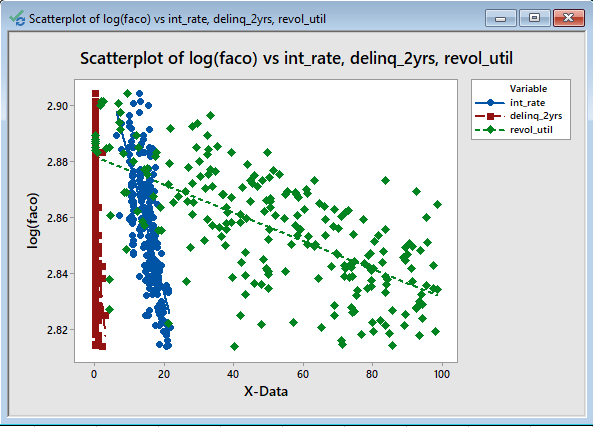 Scatterplot of log(faco) vs int_rate, delinq_2yrs, revol_util
Scatterplot of log(faco) vs int_rate, delinq_2yrs, revol_util
Variable
int_rate
delinq_2yrs
revol_util
2.90
2.88
2.86
2.84
2.82
log(faco)
0 20 40 60 80 100
X-Data